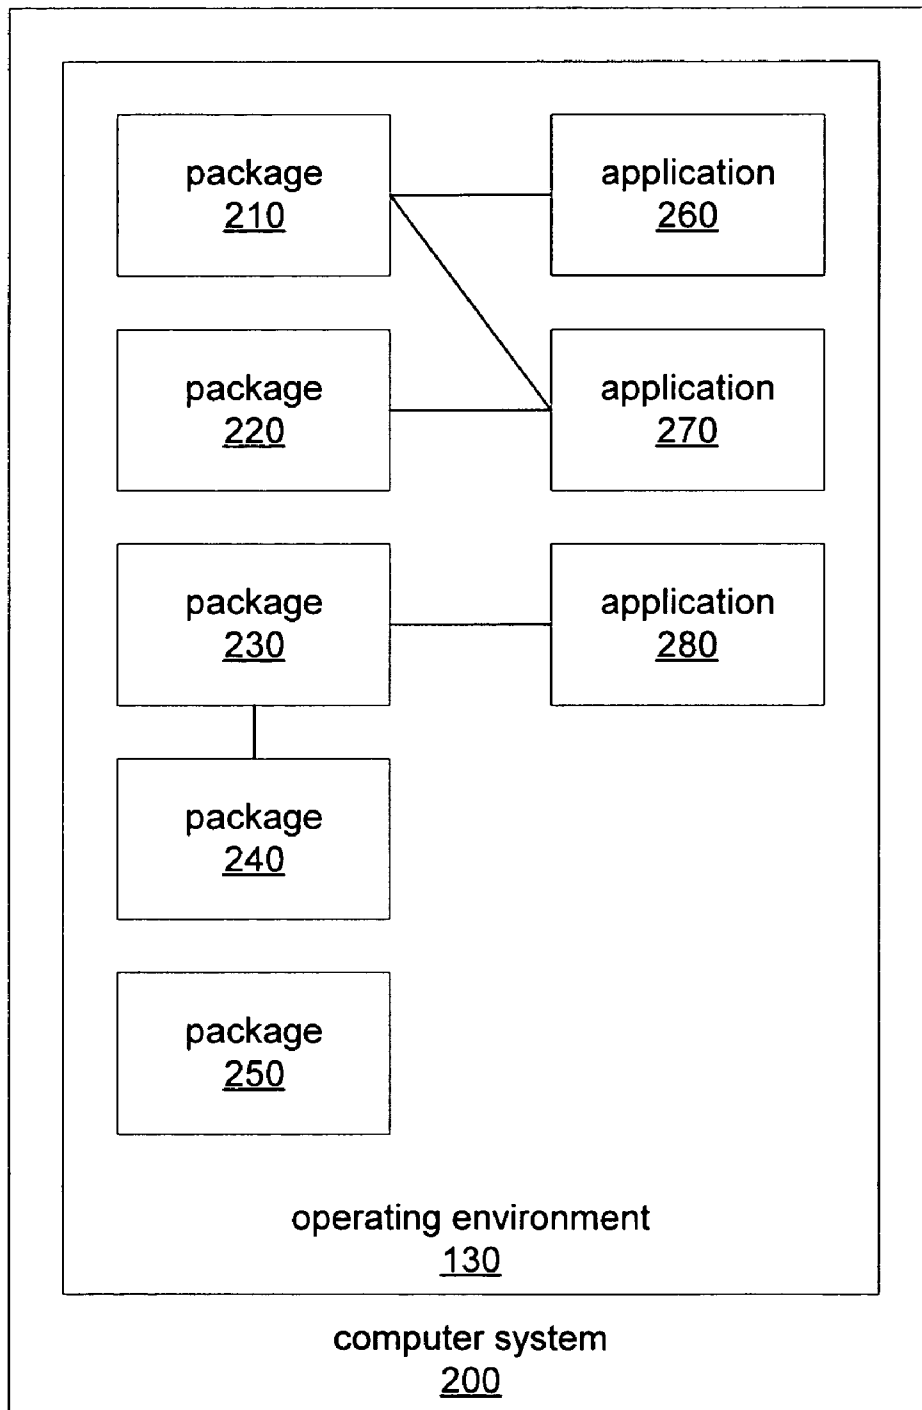 package
210
application
260
package
220
application
270
package
230
application
280
package
240
package
250
operating environment
130
computer system
200